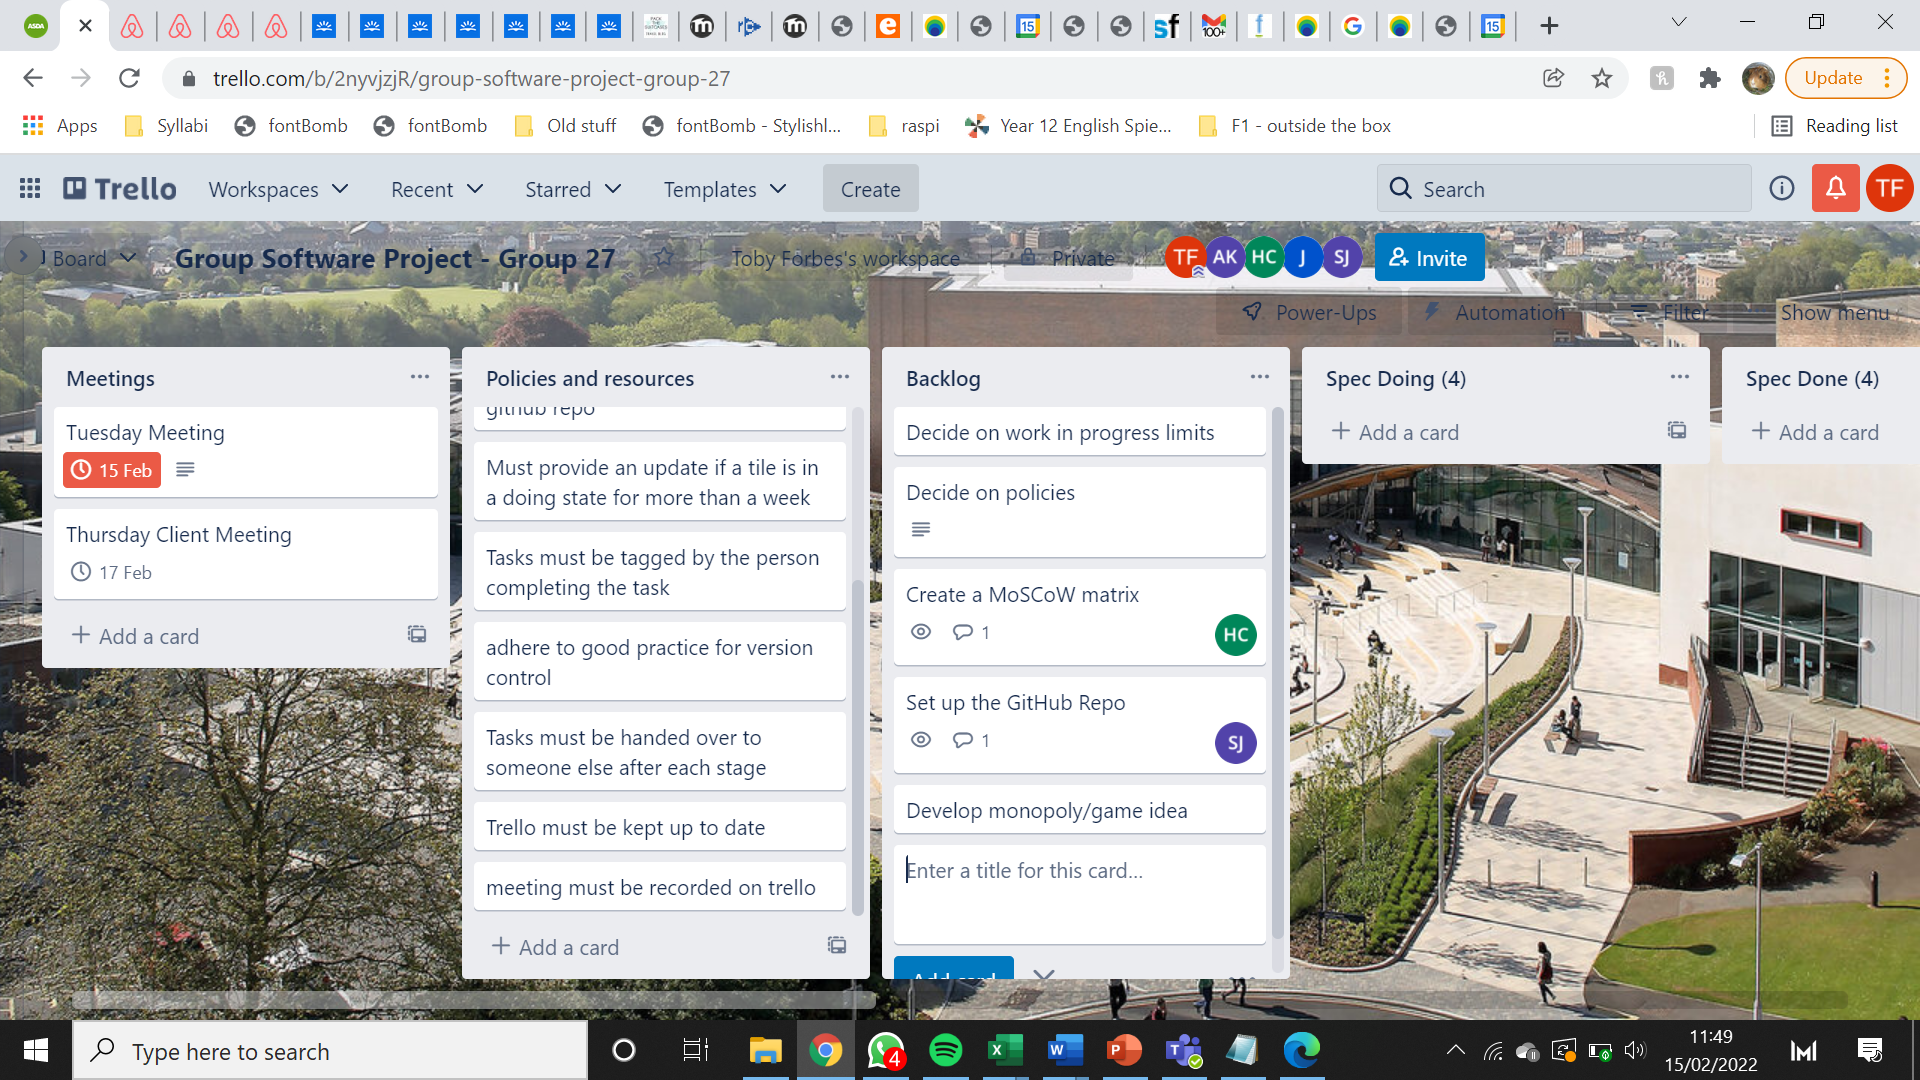 ASDA
100+
sf
15
15
trello.com/b/2nyvjzjR/group-software-project-group-27
Update
Apps
Syllabi
fontBomb
fontBomb
Old stuff
fontBomb - Stylishl...
raspi
Year 12 English Spie...
F1 - outside the box
Reading list
Trello
Workspaces
Recent
Starred
Templates
Create
Search
TF
Board
Group Software Project - Group 27
Toby Forbes's workspace
Private
TF
AK
HC
J
SJ
Invite
Power-Ups
Automation
Filter
Show menu
Meetings
Tuesday Meeting
15 Feb
Thursday Client Meeting
17 Feb
+ Add a card
Policies and resources
github repo
Must provide an update if a tile is in
a doing state for more than a week
Tasks must be tagged by the person
completing the task
adhere to good practice for version
control
Tasks must be handed over to
someone else after each stage
Trello must be kept up to date
meeting must be recorded on trello
+ Add a card
Backlog
Decide on work in progress limits
Decide on policies
Create a MoSCoW matrix
1
HC
Set up the GitHub Repo
1
SJ
Develop monopoly/game idea
Enter a title for this card...
Add card
Spec Doing (4)
+ Add a card
Spec Done (4)
+ Add a card
Type here to search
4
11:49
15/02/2022